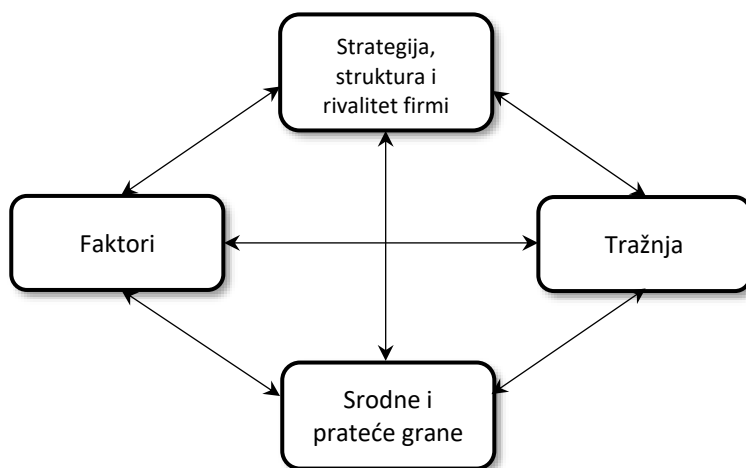 Strategija,
struktura i
rivalitet firmi
Faktori
Tražnja
Srodne i
prateće grane